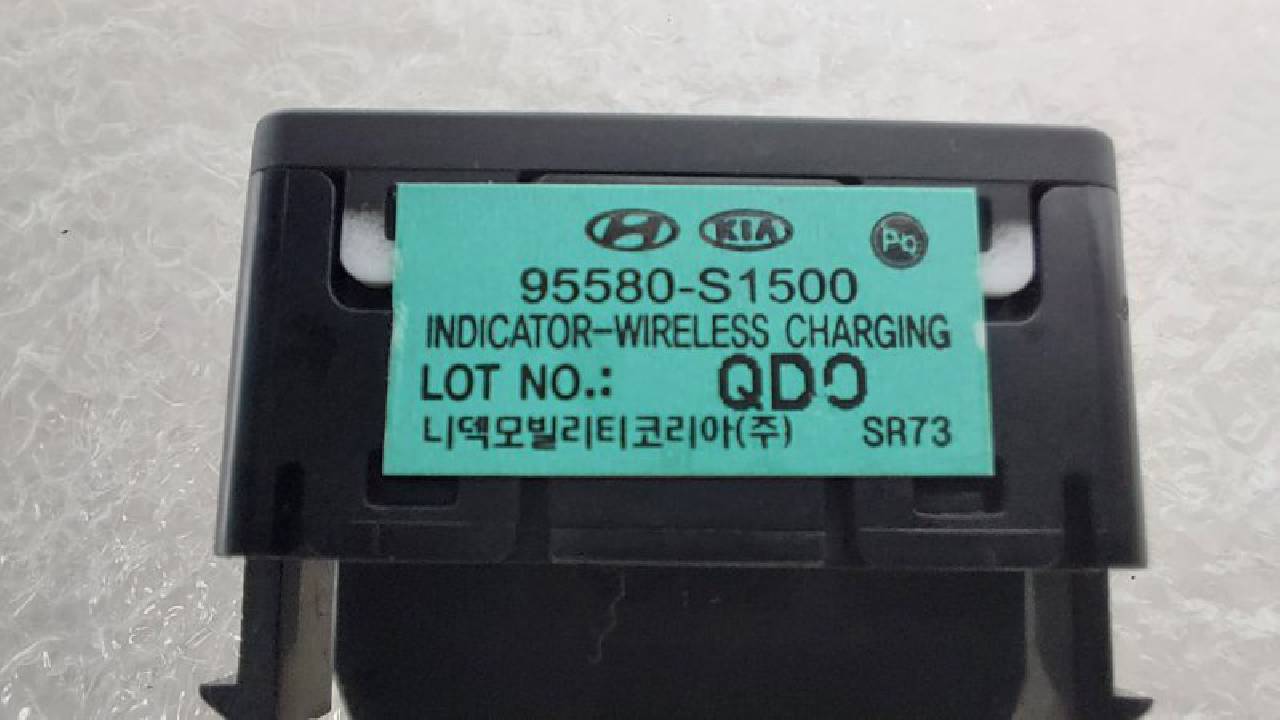 KIA PQ
95580-S1500
INDICATOR-WIRELESS CHARGING
LOT NO.: QDO
니덱모빌리티코리아(주) SR73